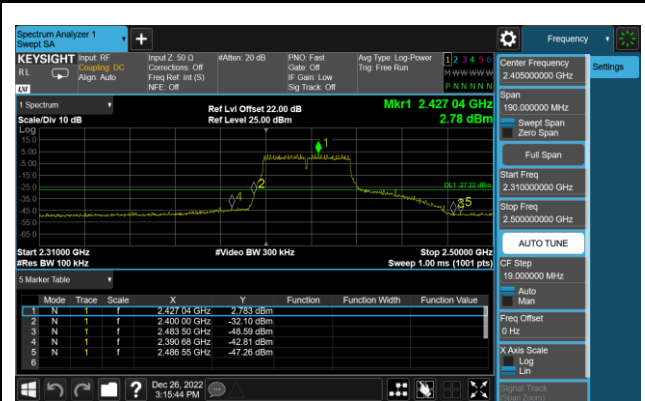 Spectrum Analyzer 1
Swept SA
+
Frequency
KEYSIGHT
RL
LXI
Input: RF
Coupling: DC
Align: Auto
Input Z: 50 Ω
Corrections: Off
Freq Ref: Int (S)
NFE: Off
#Atten: 20 dB
PNO: Fast
Gate: Off
IF Gain: Low
Sig Track: Off
Avg Type: Log-Power
Trig: Free Run
1 2 3 4 5 6
M W W W W W
P N N N N N
Center Frequency
2.405000000 GHz
Settings
Span
190.000000 MHz
Swept Span
Zero Span
Full Span
Start Freq
2.310000000 GHz
Stop Freq
2.500000000 GHz
AUTO TUNE
CF Step
19.000000 MHz
Auto
Man
Freq Offset
0 Hz
X Axis Scale
Log
Lin
Signal Track
(Span Zoom)
1 Spectrum
Scale/Div 10 dB
Ref Lvl Offset 22.00 dB
Ref Level 25.00 dBm
Mkr1 2.427 04 GHz
2.78 dBm
Log
15.0
5.00
-5.00
-15.0
-25.0
-35.0
-45.0
-55.0
-65.0
1
2
4
3
5
DL1 -27.22 dBm
Start 2.31000 GHz
#Res BW 100 kHz
#Video BW 300 kHz
Stop 2.50000 GHz
Sweep 1.00 ms (1001 pts)
5 Marker Table
Mode Trace Scale X Y Function Function Width Function Value
1 N 1 f 2.427 04 GHz 2.783 dBm
2 N 1 f 2.400 00 GHz -32.10 dBm
3 N 1 f 2.483 50 GHz -48.59 dBm
4 N 1 f 2.390 68 GHz -42.81 dBm
5 N 1 f 2.486 55 GHz -47.26 dBm
6
?
Dec 26, 2022
3:15:44 PM